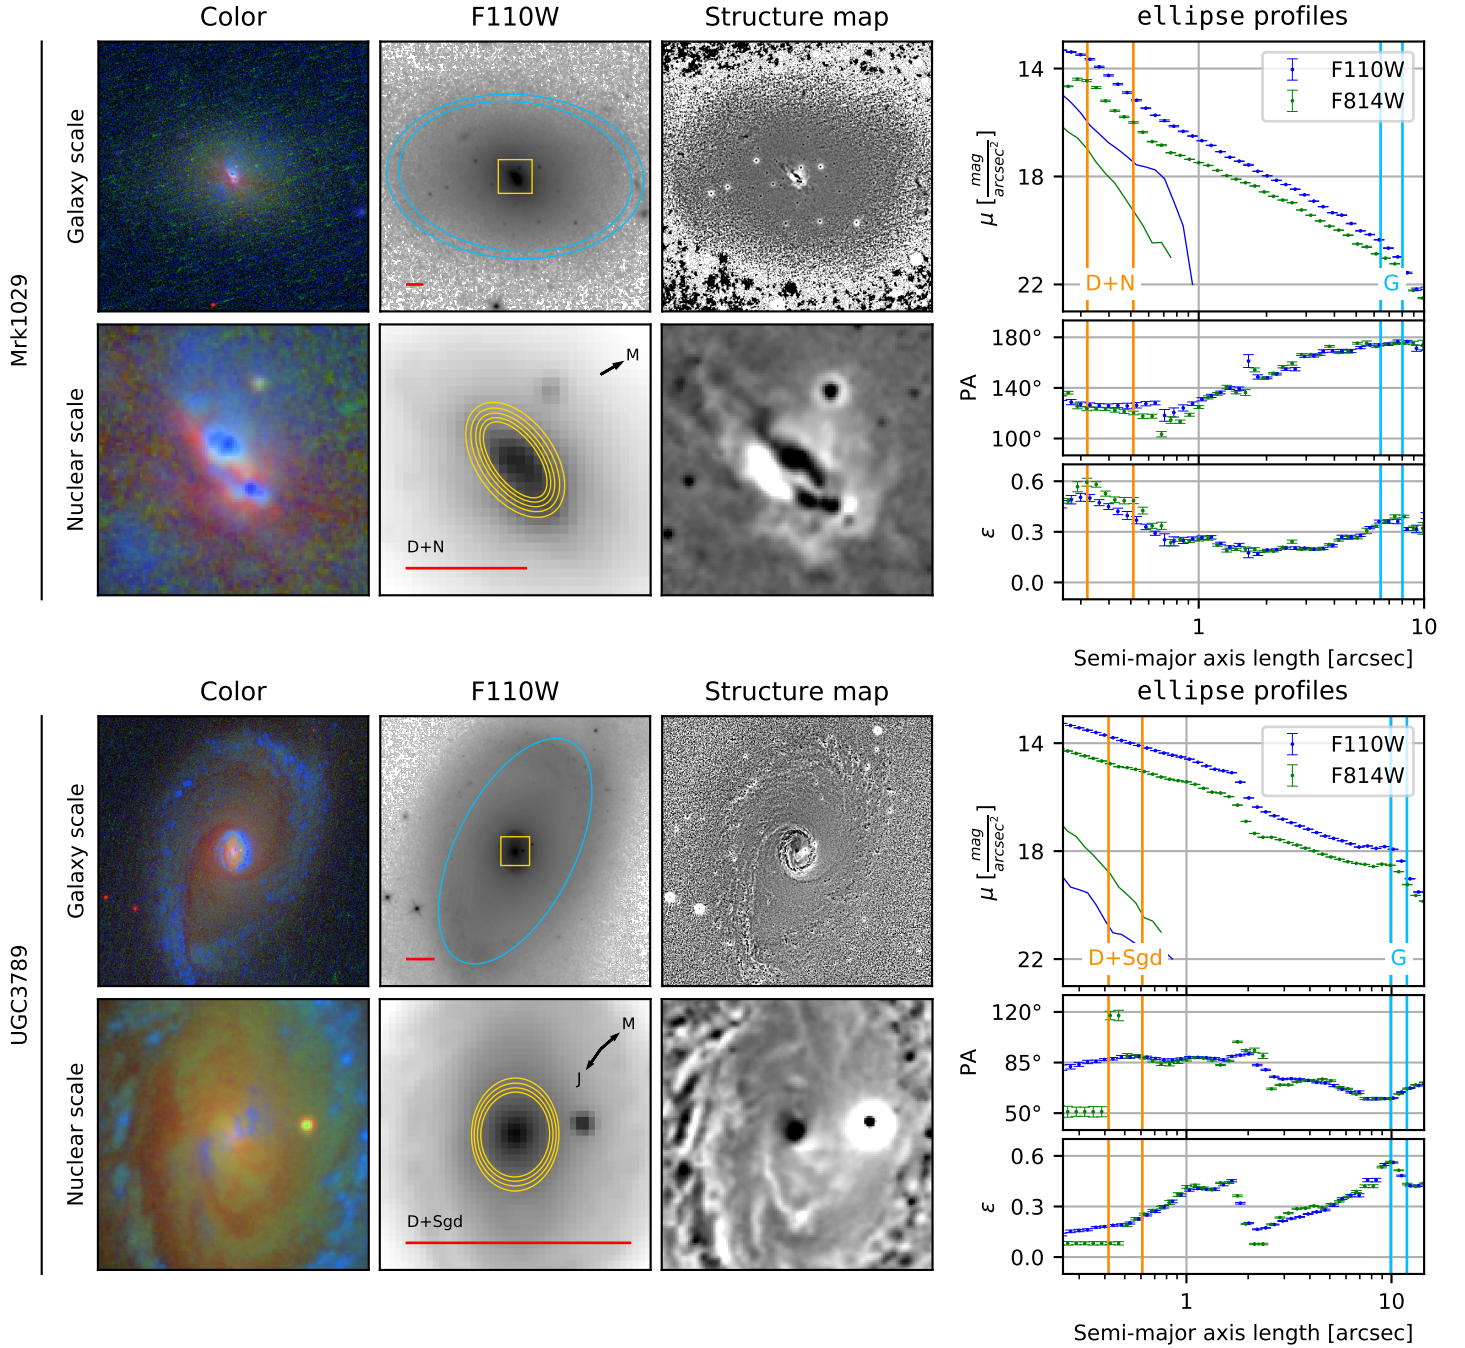 Color
F110W
Structure map
ellipse profiles
Mrk1029
Galaxy scale
Nuclear scale
M
D+N
14
18
22
μ [mag/arcsec²]
F110W
F814W
D+N
G
180°
140°
100°
PA
0.6
0.3
0.0
ε
1
10
Semi-major axis length [arcsec]
Color
F110W
Structure map
ellipse profiles
UGC3789
Galaxy scale
Nuclear scale
M
J
D+Sgd
14
18
22
μ [mag/arcsec²]
F110W
F814W
D+Sgd
G
120°
85°
50°
PA
0.6
0.3
0.0
ε
1
10
Semi-major axis length [arcsec]